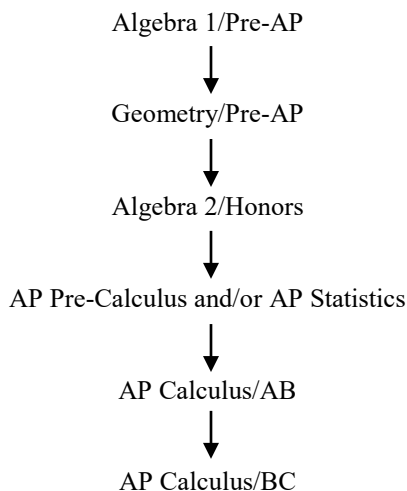 Algebra 1/Pre-AP
Geometry/Pre-AP
Algebra 2/Honors
AP Pre-Calculus and/or AP Statistics
AP Calculus/AB
AP Calculus/BC